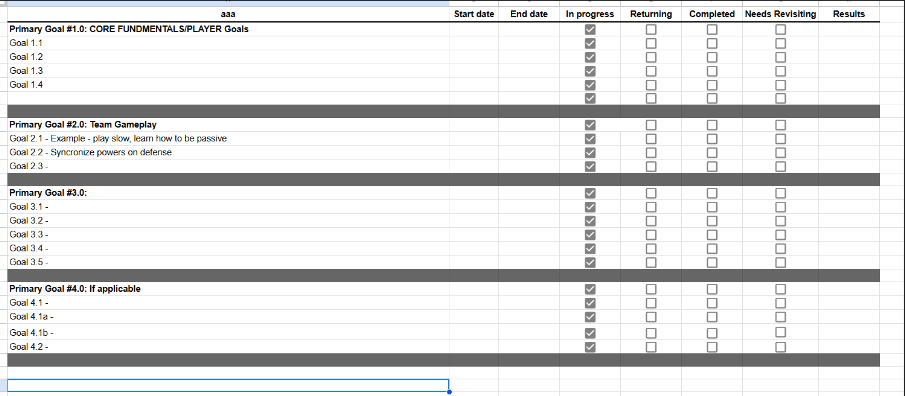 aaa Start date End date In progress Returning Completed Needs Revisiting Results
Primary Goal #1.0: CORE FUNDMENTALS/PLAYER Goals
Goal 1.1
Goal 1.2
Goal 1.3
Goal 1.4
Primary Goal #2.0: Team Gameplay
Goal 2.1 - Example - play slow, learn how to be passive
Goal 2.2 - Syncronize powers on defense
Goal 2.3 -
Primary Goal #3.0:
Goal 3.1 -
Goal 3.2 -
Goal 3.3 -
Goal 3.4 -
Goal 3.5 -
Primary Goal #4.0: If applicable
Goal 4.1 -
Goal 4.1a -
Goal 4.1b -
Goal 4.2 -